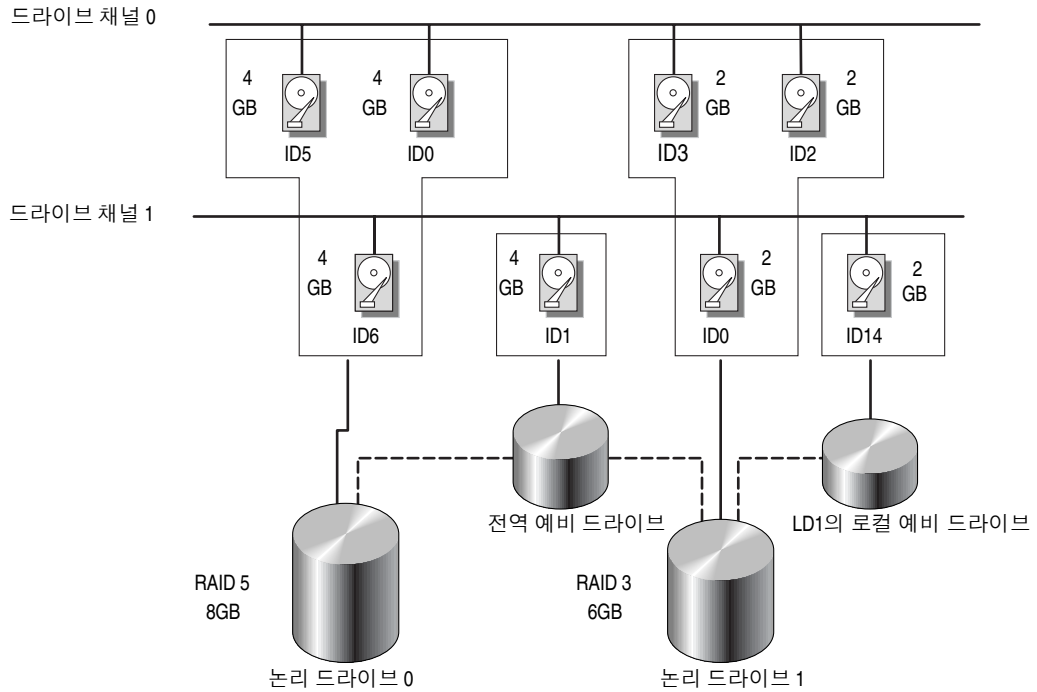 드라이브 채널 0
4
GB
ID5
4
GB
ID0
2
GB
ID3
2
GB
ID2
드라이브 채널 1
4
GB
ID6
4
GB
ID1
2
GB
ID0
2
GB
ID14
전역 예비 드라이브
LD1의 로컬 예비 드라이브
RAID 5
8GB
논리 드라이브 0
RAID 3
6GB
논리 드라이브 1